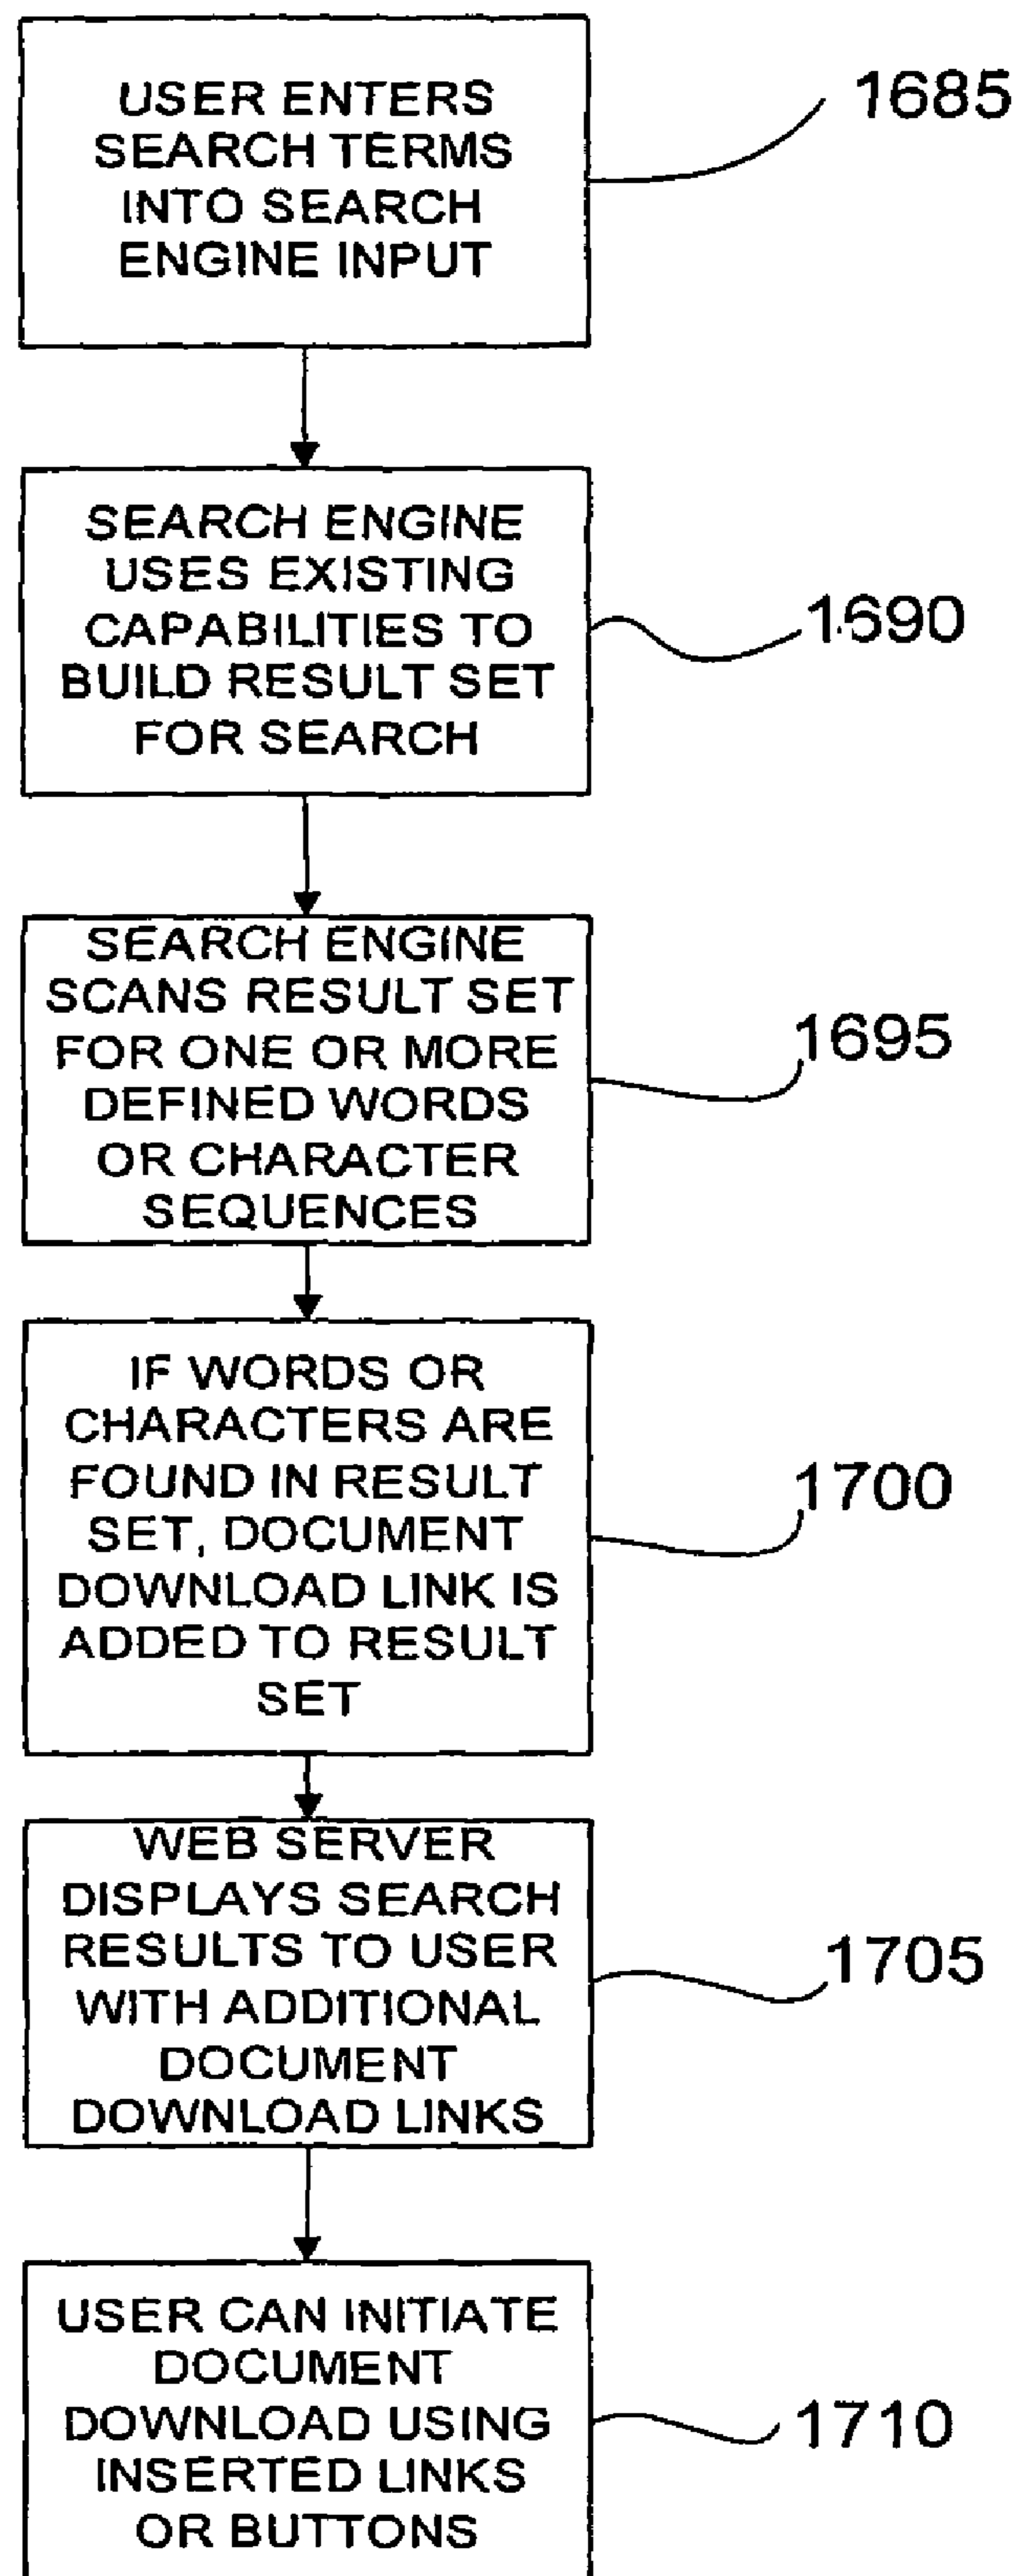 USER ENTERS
SEARCH TERMS
INTO SEARCH
ENGINE INPUT
1685
SEARCH ENGINE
USES EXISTING
CAPABILITIES TO
BUILD RESULT SET
FOR SEARCH
1690
SEARCH ENGINE
SCANS RESULT SET
FOR ONE OR MORE
DEFINED WORDS
OR CHARACTER
SEQUENCES
1695
IF WORDS OR
CHARACTERS ARE
FOUND IN RESULT
SET, DOCUMENT
DOWNLOAD LINK IS
ADDED TO RESULT
SET
1700
WEB SERVER
DISPLAYS SEARCH
RESULTS TO USER
WITH ADDITIONAL
DOCUMENT
DOWNLOAD LINKS
1705
USER CAN INITIATE
DOCUMENT
DOWNLOAD USING
INSERTED LINKS
OR BUTTONS
1710